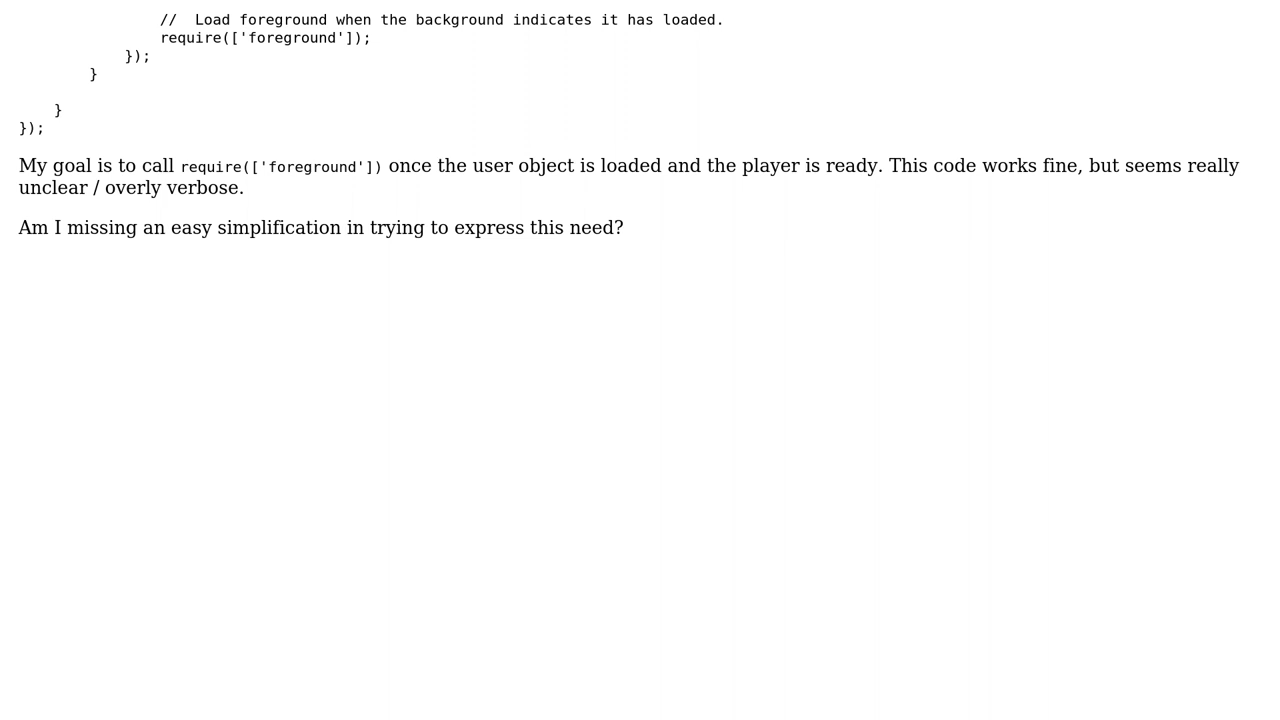 //  Load foreground when the background indicates it has loaded.
require(['foreground']);
});
}
}
});
My goal is to call require(['foreground']) once the user object is loaded and the player is ready. This code works fine, but seems really
unclear / overly verbose.
Am I missing an easy simplification in trying to express this need?